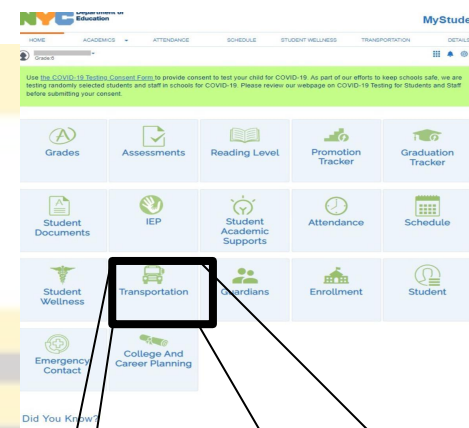 NYC Department of
Education
MyStude
HOME ACADEMICS ATTENDANCE SCHEDULE STUDENT WELLNESS TRANSPORTATION DETAILS
Grade:6
Use the COVID-19 Testing Consent Form to provide consent to test your child for COVID-19. As part of our efforts to keep schools safe, we are
testing randomly selected students and staff in schools for COVID-19. Please review our webpage on COVID-19 Testing for Students and Staff
before submitting your consent.
Grades Assessments Reading Level Promotion Tracker Graduation Tracker
Student Documents IEP Student Academic Supports Attendance Schedule
Student Wellness Transportation Guardians Enrollment Student
Emergency Contact College And Career Planning
Did You Know?